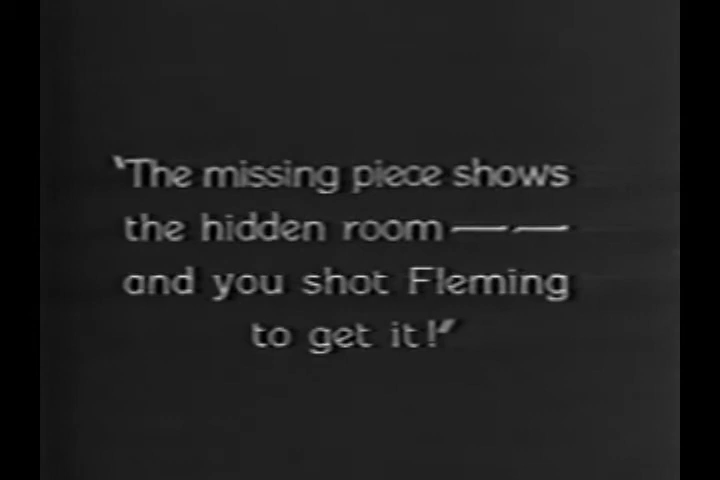 "The missing piece shows
the hidden room — —
and you shot Fleming
to get it!"